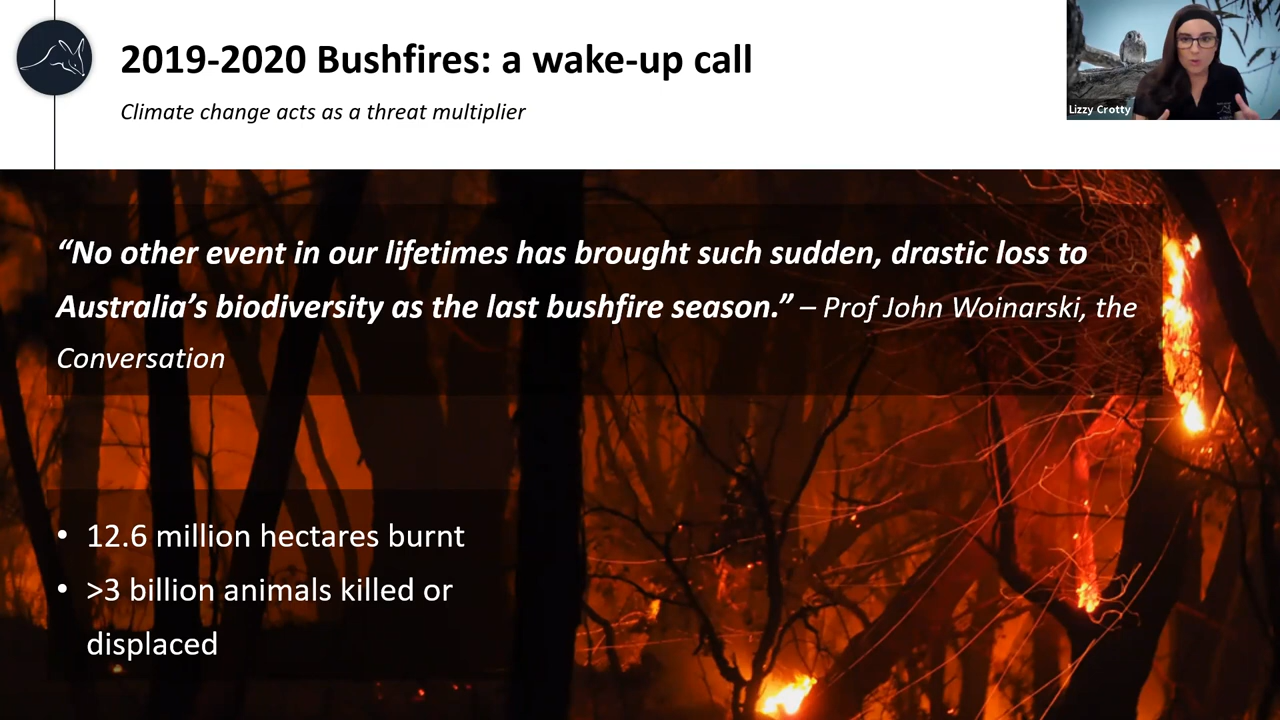 2019-2020 Bushfires: a wake-up call
Climate change acts as a threat multiplier
Lizzy Crotty
“No other event in our lifetimes has brought such sudden, drastic loss to
Australia’s biodiversity as the last bushfire season.” – Prof John Woinarski, the
Conversation
• 12.6 million hectares burnt
• >3 billion animals killed or
displaced